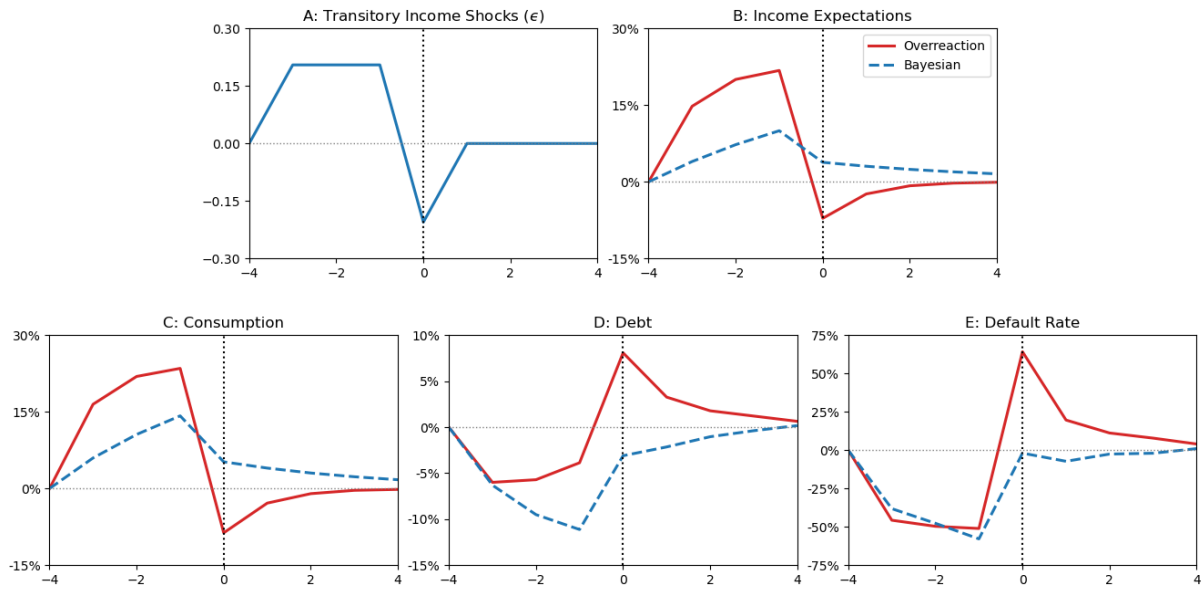 A: Transitory Income Shocks (ϵ)
0.30
0.15
0.00
−0.15
−0.30
−4 −2 0 2 4
B: Income Expectations
30%
15%
0%
-15%
−4 −2 0 2 4
Overreaction
Bayesian
C: Consumption
30%
15%
0%
-15%
−4 −2 0 2 4
D: Debt
10%
5%
0%
-5%
-10%
-15%
−4 −2 0 2 4
E: Default Rate
75%
50%
25%
0%
-25%
-50%
-75%
−4 −2 0 2 4